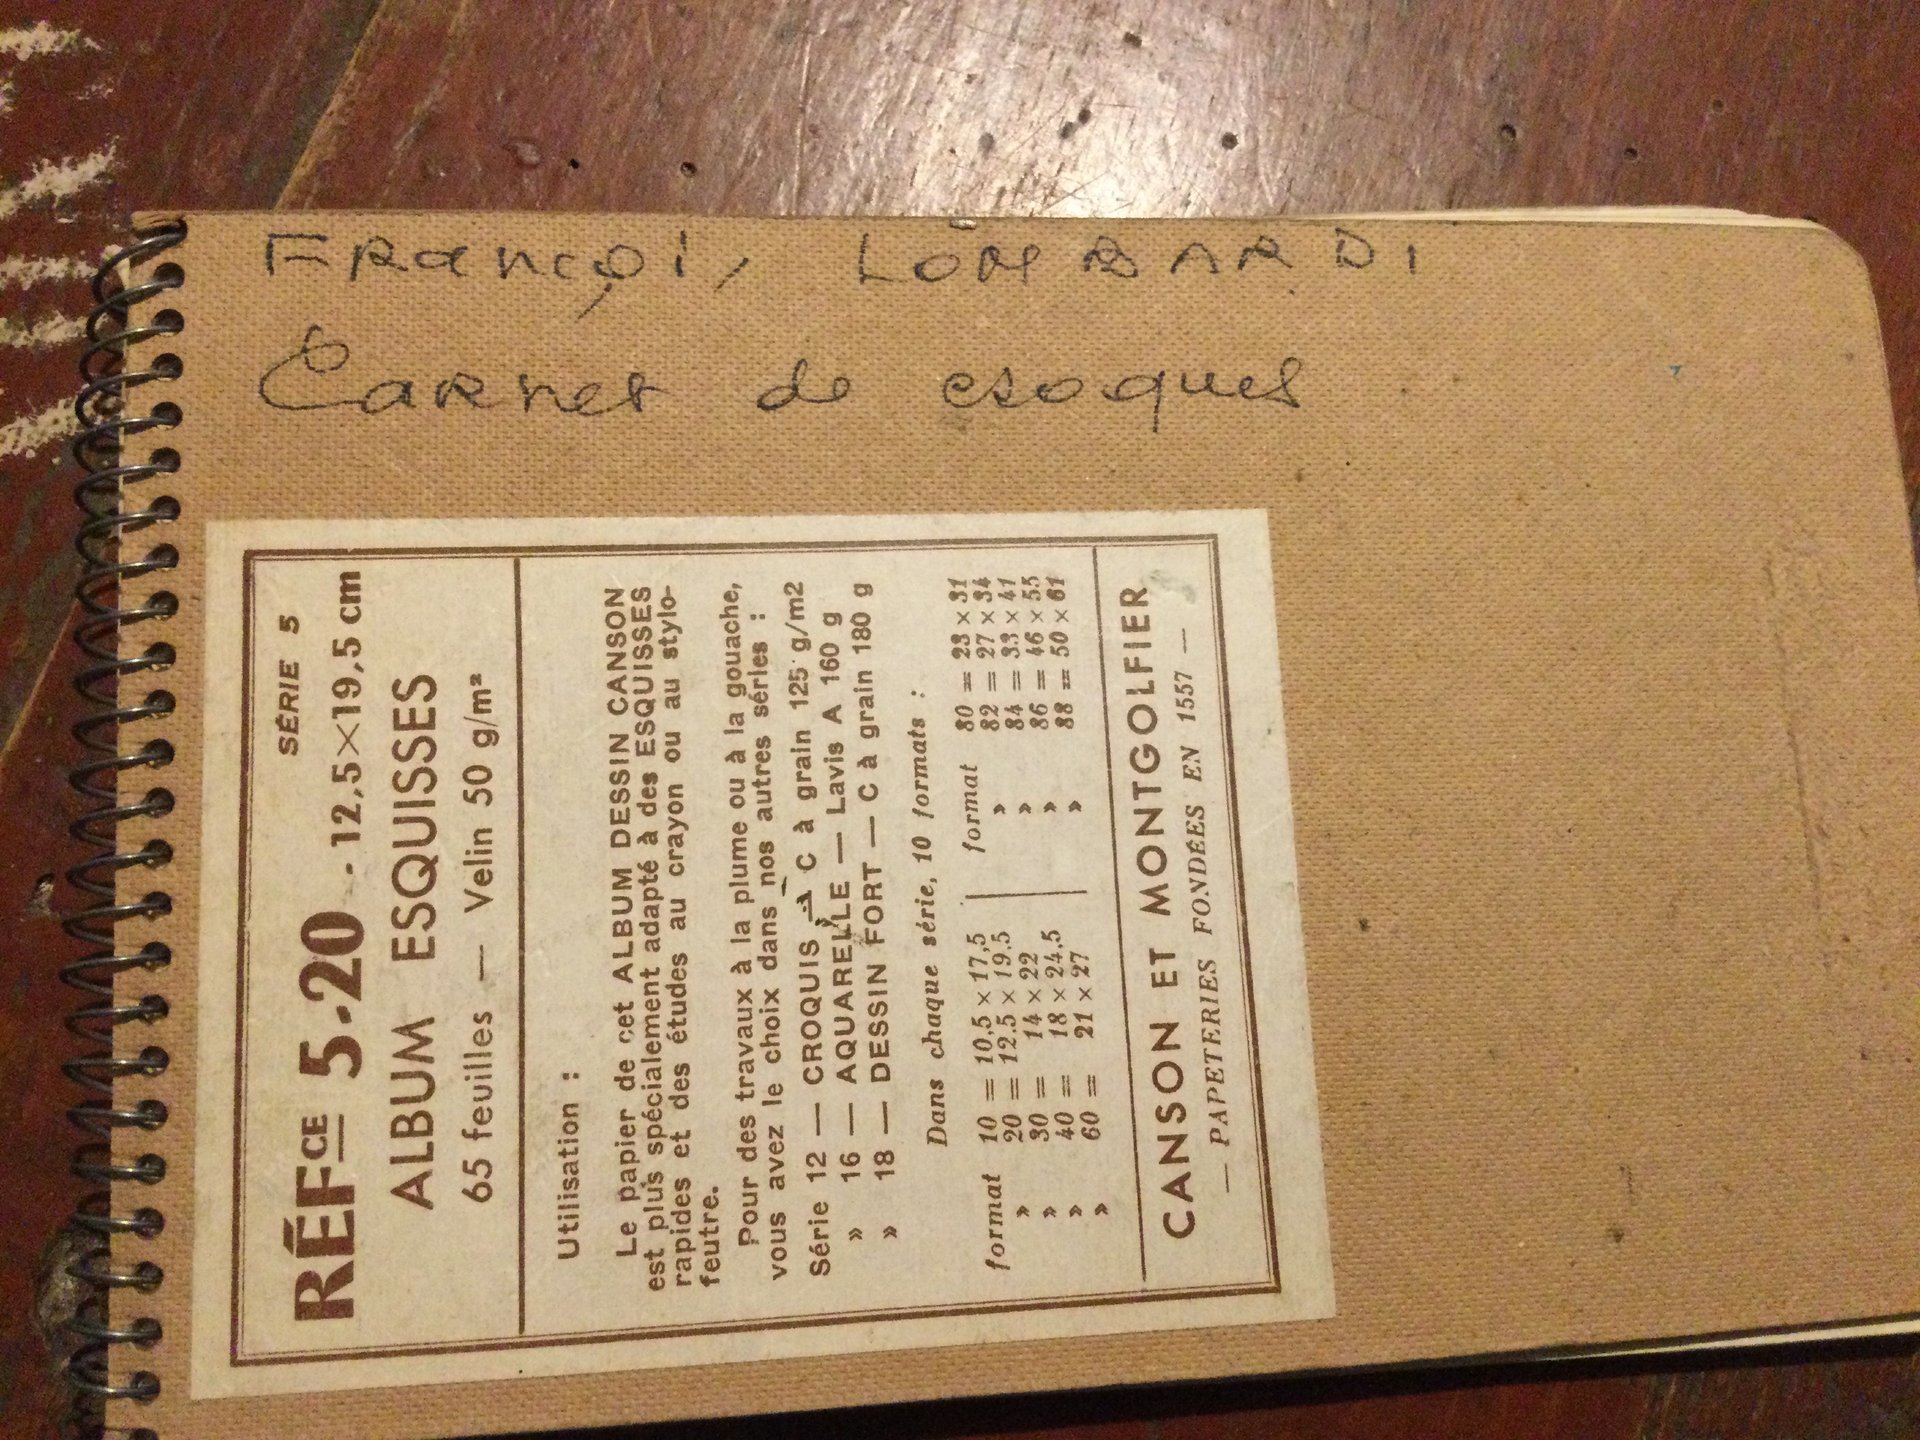 Françoi, LOMBARDI
Carnet de csoques
SÉRIE 5
RÉFCE 5-20 - 12,5×19,5 cm
ALBUM ESQUISSES
65 feuilles — Velin 50 g/m²
Utilisation :
Le papier de cet ALBUM DESSIN CANSON
est plus spécialement adapté à des ESQUISSES
rapides et des études au crayon ou au stylo-
feutre.
Pour des travaux à la plume ou à la gouache,
vous avez le choix dans nos autres séries :
Série 12 — CROQUIS — C à grain 125 g/m2
» 16 — AQUARELLE — Lavis A 160 g
» 18 — DESSIN FORT — C à grain 180 g
Dans chaque série, 10 formats :
format 10 = 10,5 × 17,5 format 80 = 23 × 31
» 20 = 12.5 × 19.5 » 82 = 27 × 34
» 30 = 14 × 22 » 84 = 33 × 41
» 40 = 18 × 24,5 » 86 = 46 × 55
» 60 = 21 × 27 » 88 = 50 × 61
CANSON ET MONTGOLFIER
— PAPETERIES FONDÉES EN 1557 —